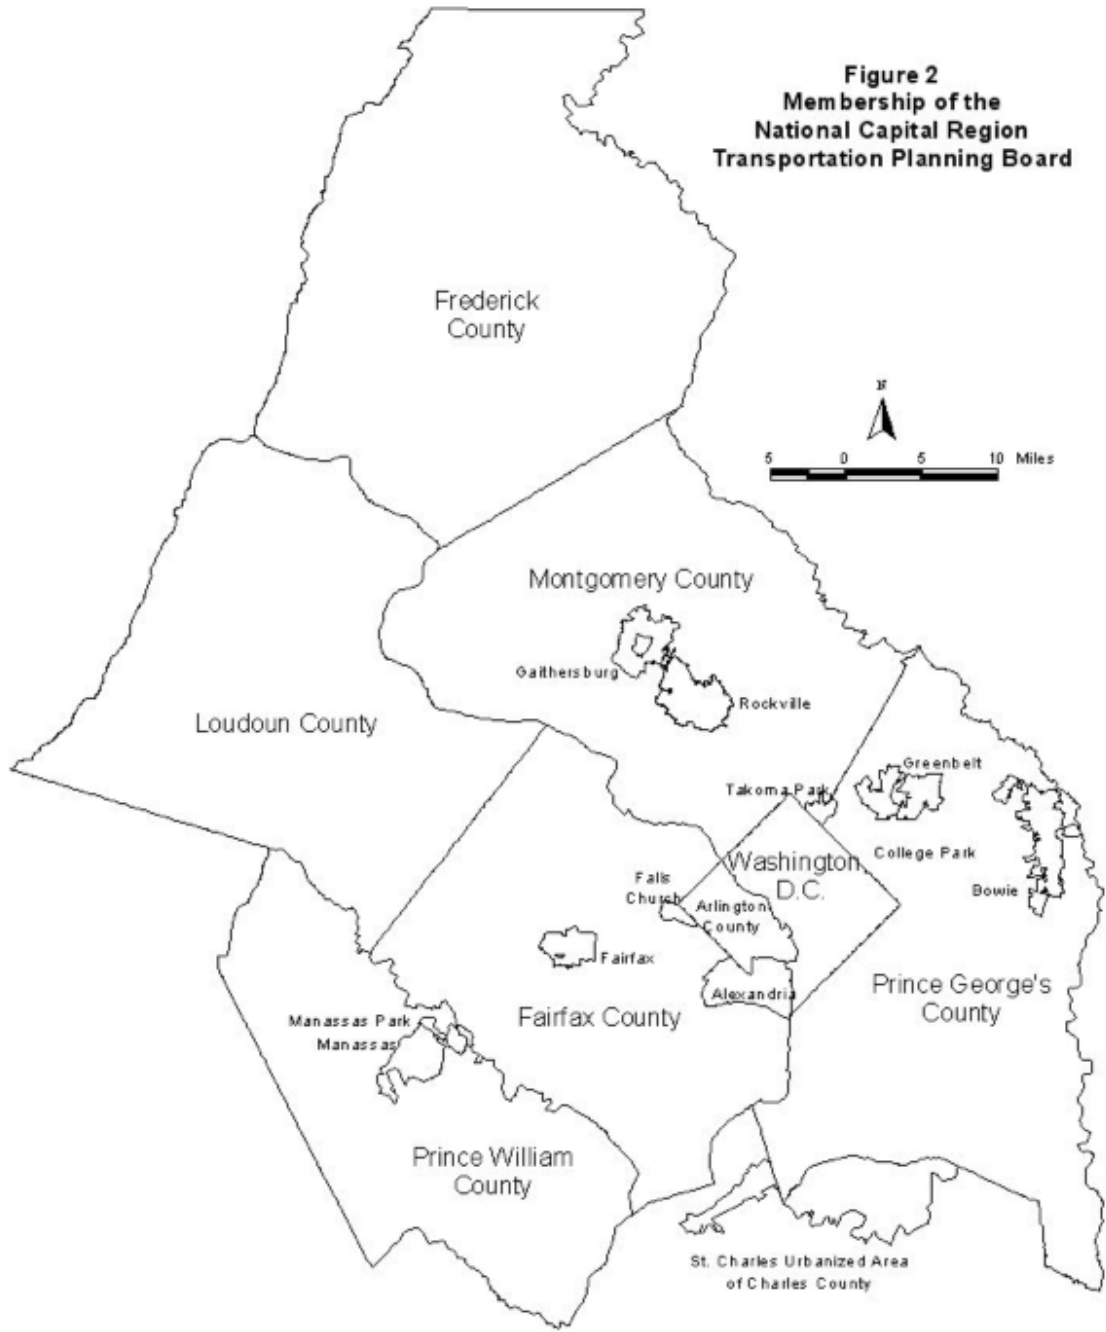 Figure 2
Membership of the
National Capital Region
Transportation Planning Board
Frederick
County
N
5 0 5 10 Miles
Montgomery County
Gaithersburg
Rockville
Loudoun County
Greenbelt
Takoma Park
College Park
Washington
D.C.
Falls
Church
Bowie
Arlington
County
Fairfax
Prince George's
County
Alexandria
Fairfax County
Manassas Park
Manassas
Prince William
County
St. Charles Urbanized Area
of Charles County